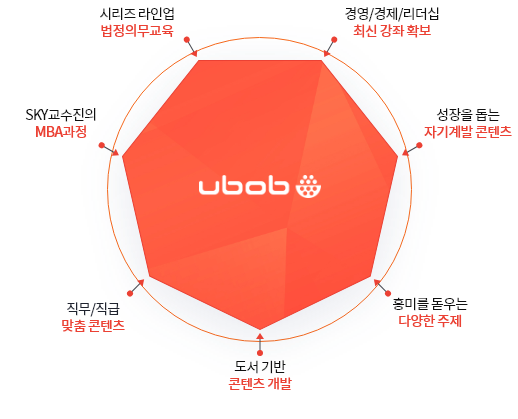 시리즈 라인업
법정의무교육
경영/경제/리더십
최신 강좌 확보
SKY교수진의
MBA과정
성장을 돕는
자기계발 콘텐츠
ubob
직무/직급
맞춤 콘텐츠
흥미를 돋우는
다양한 주제
도서 기반
콘텐츠 개발